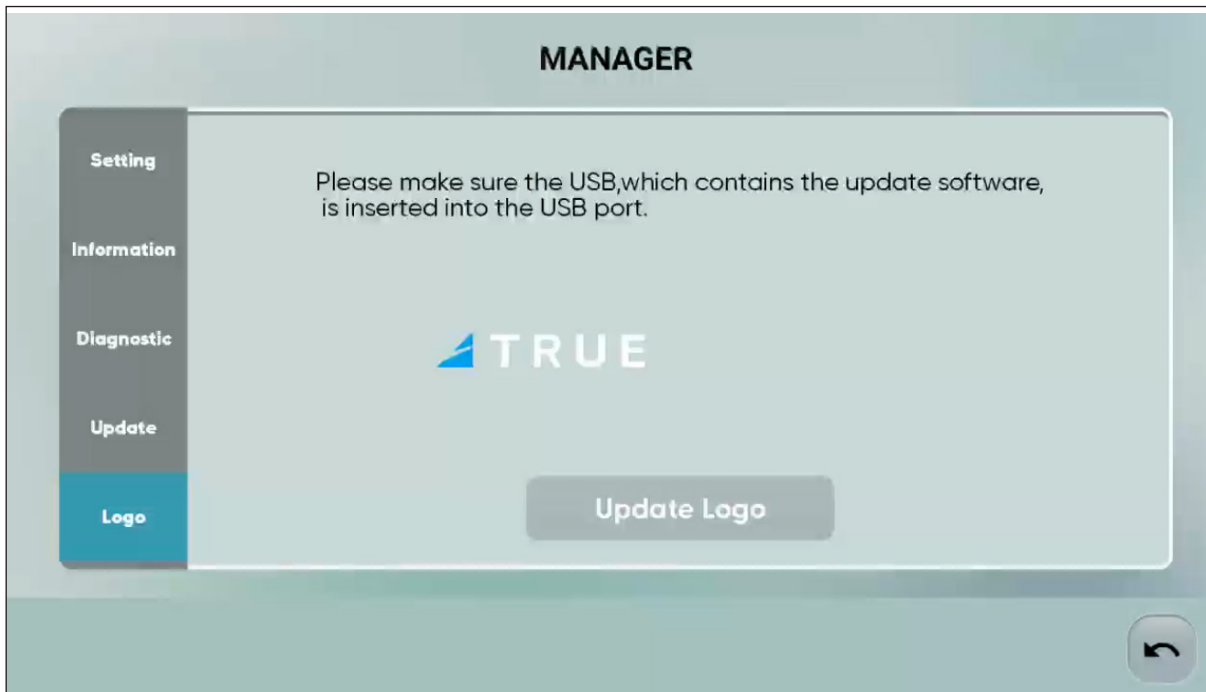 MANAGER
Setting
Information
Diagnostic
Update
Logo
Please make sure the USB,which contains the update software,
is inserted into the USB port.
TRUE
Update Logo